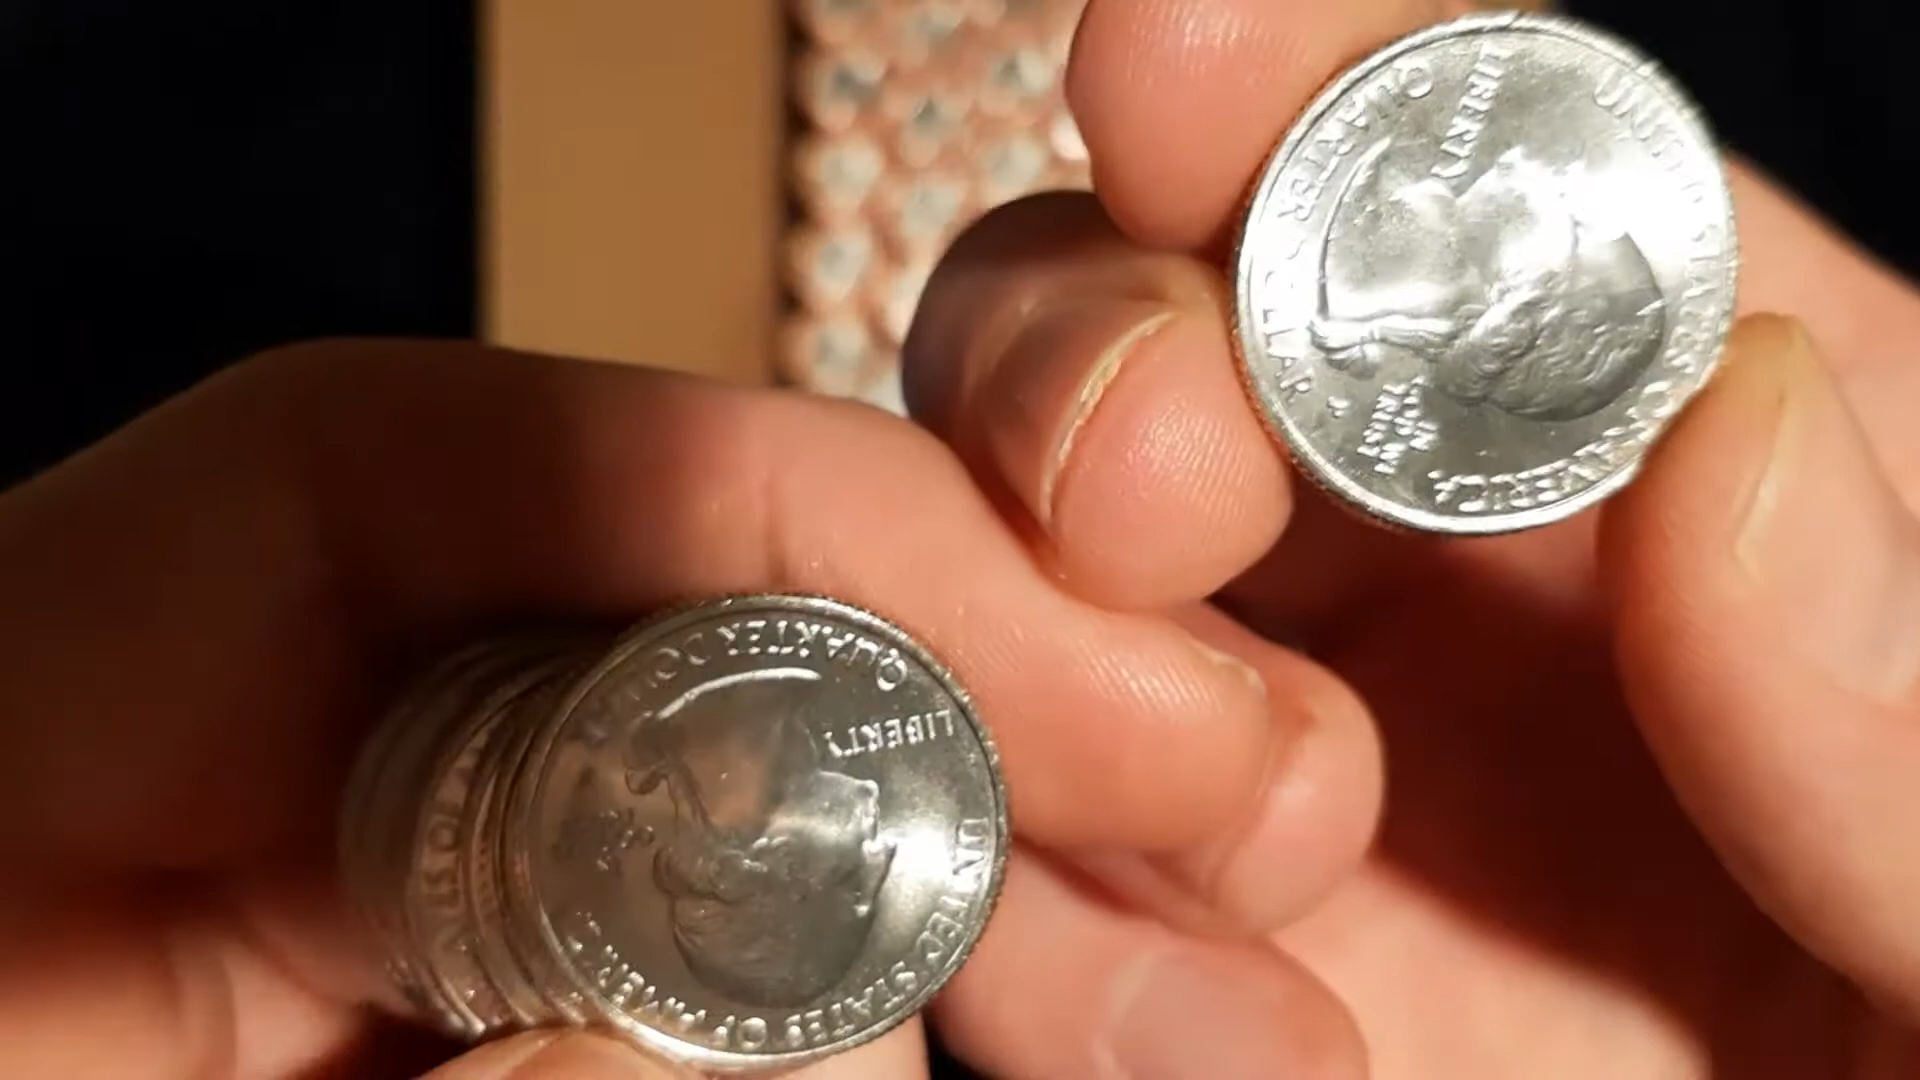 UNITED STATES OF AMERICA
LIBERTY
IN GOD
WE TRUST
P
QUARTER DOLLAR
UNITED STATES OF AMERICA
LIBERTY
QUARTER DOLLAR